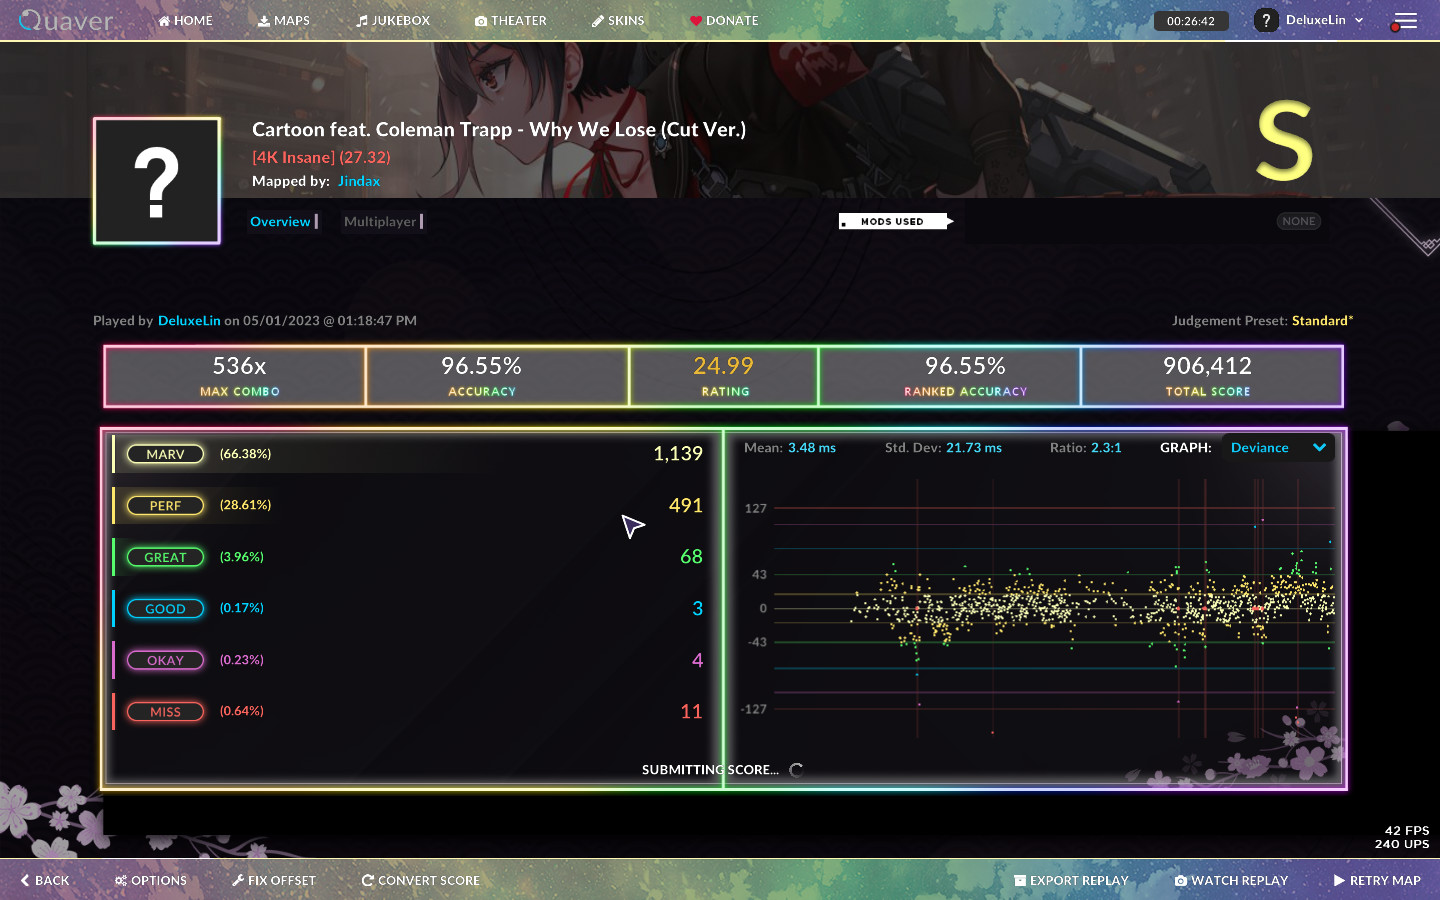 Quaver HOME MAPS JUKEBOX THEATER SKINS DONATE 00:26:42 ? DeluxeLin
Cartoon feat. Coleman Trapp - Why We Lose (Cut Ver.)
[4K Insane] (27.32)
Mapped by: Jindax
?
S
Overview Multiplayer MODS USED NONE
Played by DeluxeLin on 05/01/2023 @ 01:18:47 PM Judgement Preset: Standard*
536x 96.55% 24.99 96.55% 906,412
MAX COMBO ACCURACY RATING RANKED ACCURACY TOTAL SCORE
MARV (66.38%) 1,139
PERF (28.61%) 491
GREAT (3.96%) 68
GOOD (0.17%) 3
OKAY (0.23%) 4
MISS (0.64%) 11
Mean: 3.48 ms Std. Dev: 21.73 ms Ratio: 2.3:1 GRAPH: Deviance
127
43
0
-43
-127
SUBMITTING SCORE...
42 FPS
240 UPS
BACK OPTIONS FIX OFFSET CONVERT SCORE EXPORT REPLAY WATCH REPLAY RETRY MAP